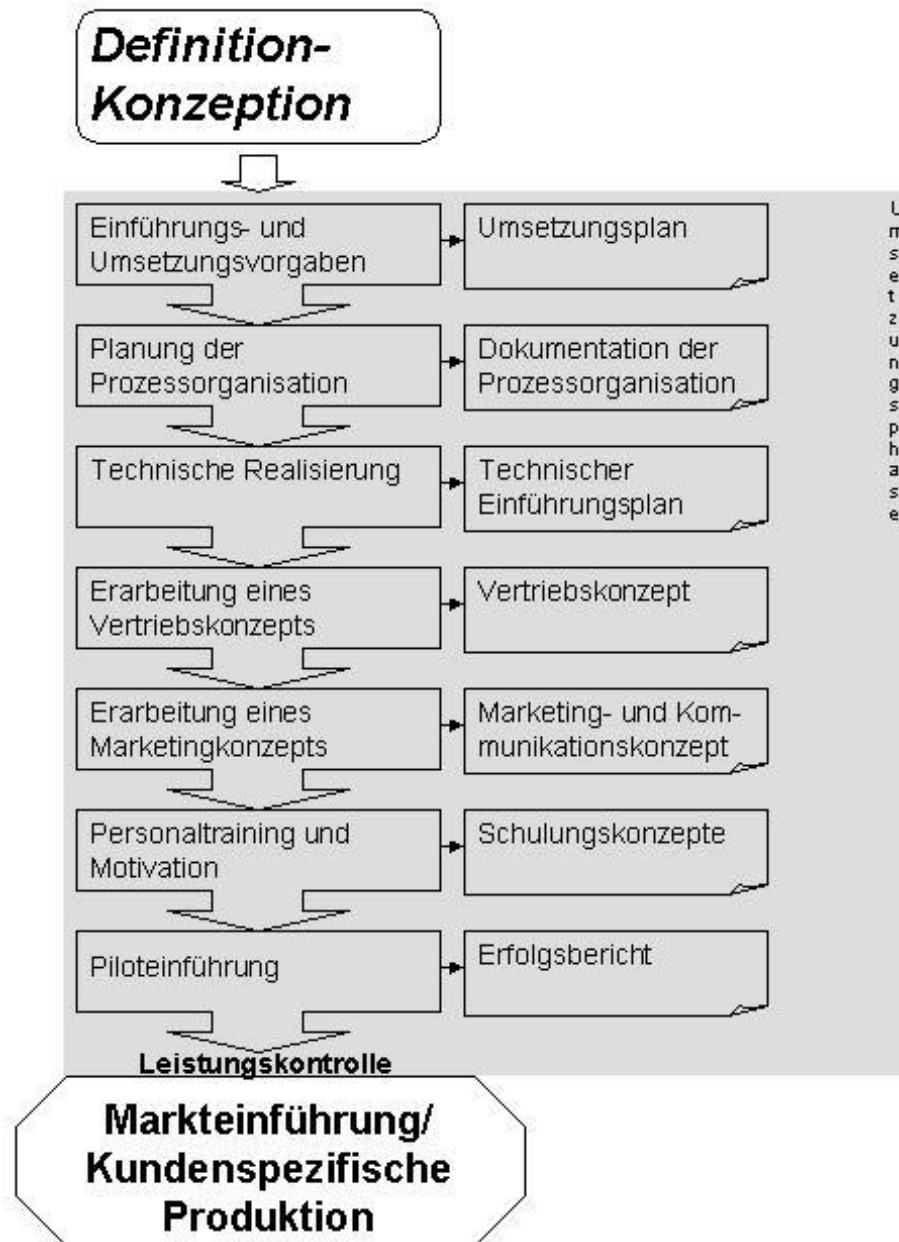 Definition-
Konzeption
Einführungs- und
Umsetzungsvorgaben
Umsetzungsplan
Planung der
Prozessorganisation
Dokumentation der
Prozessorganisation
Technische Realisierung
Technischer
Einführungsplan
Erarbeitung eines
Vertriebskonzepts
Vertriebskonzept
Erarbeitung eines
Marketingkonzepts
Marketing- und Kom-
munikationskonzept
Personaltraining und
Motivation
Schulungskonzepte
Piloteinführung
Erfolgsbericht
Leistungskontrolle
Markteinführung/
Kundenspezifische
Produktion
Umsetzungsphase